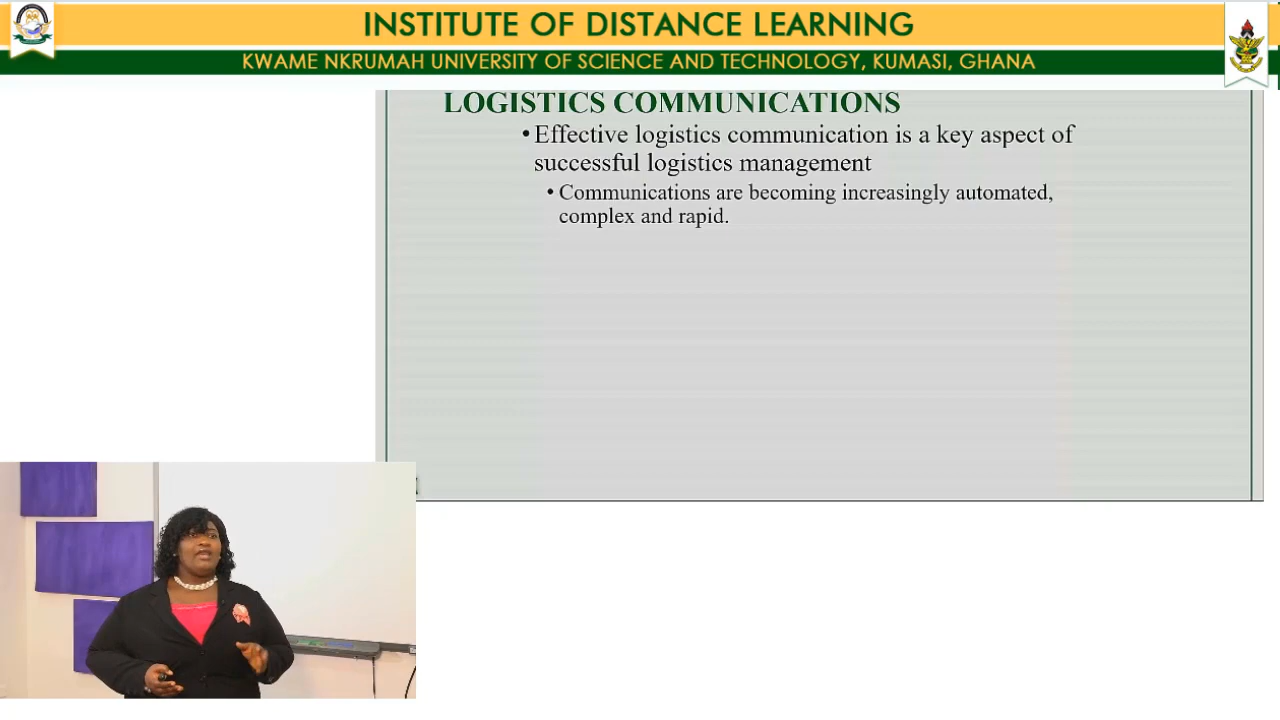 INSTITUTE OF DISTANCE LEARNING
KWAME NKRUMAH UNIVERSITY OF SCIENCE AND TECHNOLOGY, KUMASI, GHANA
LOGISTICS COMMUNICATIONS
• Effective logistics communication is a key aspect of
successful logistics management
• Communications are becoming increasingly automated,
complex and rapid.